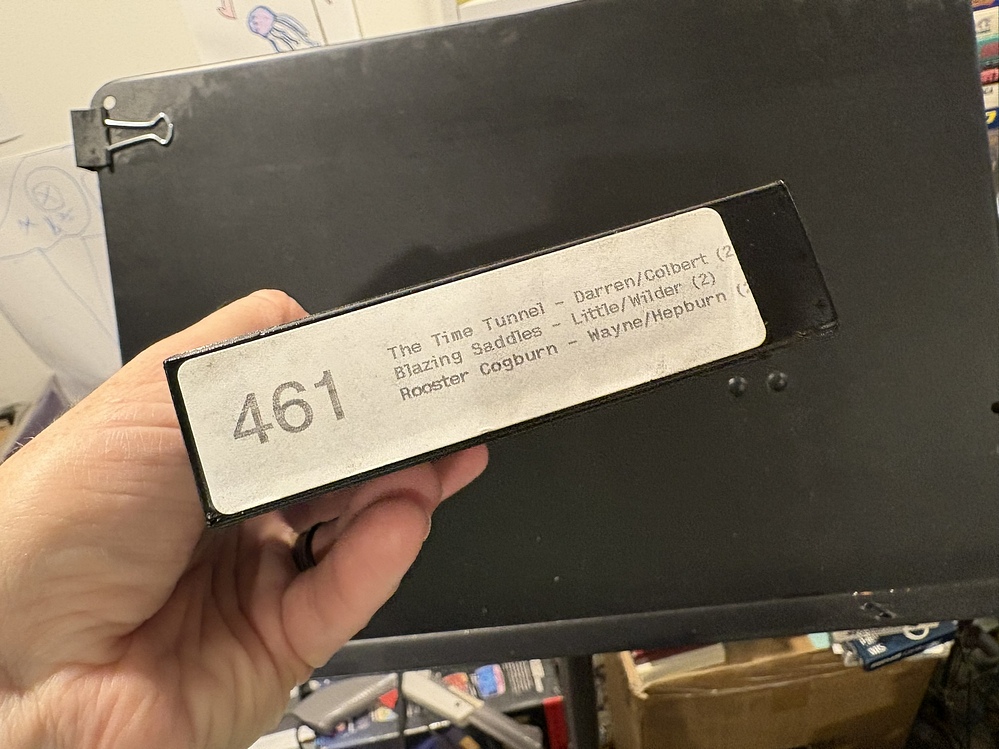 461
The Time Tunnel - Darren/Colbert (2
Blazing Saddles - Little/Wilder (2)
Rooster Cogburn - Wayne/Hepburn (